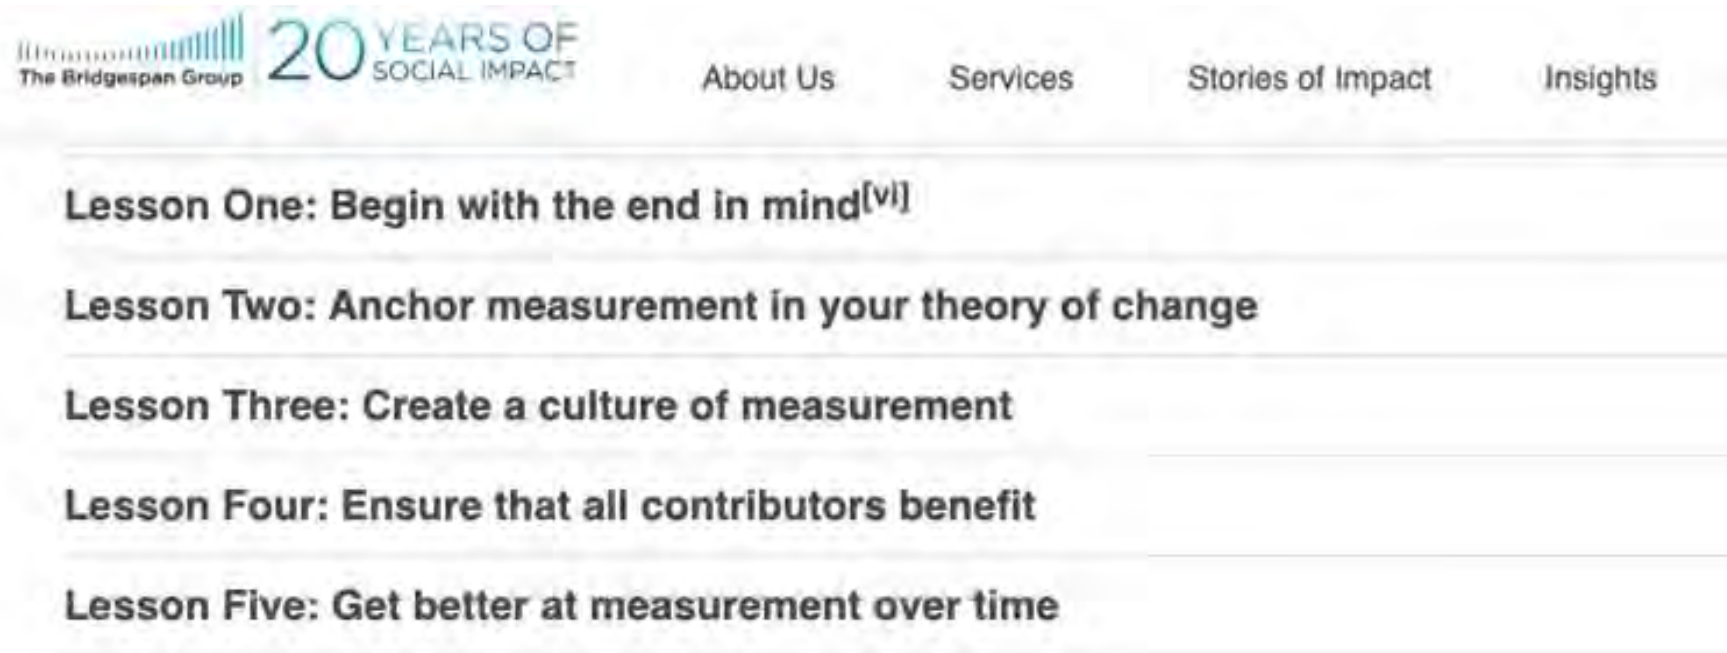 The Bridgespan Group
20 YEARS OF
SOCIAL IMPACT
About Us Services Stories of Impact Insights
Lesson One: Begin with the end in mind[vi]
Lesson Two: Anchor measurement in your theory of change
Lesson Three: Create a culture of measurement
Lesson Four: Ensure that all contributors benefit
Lesson Five: Get better at measurement over time